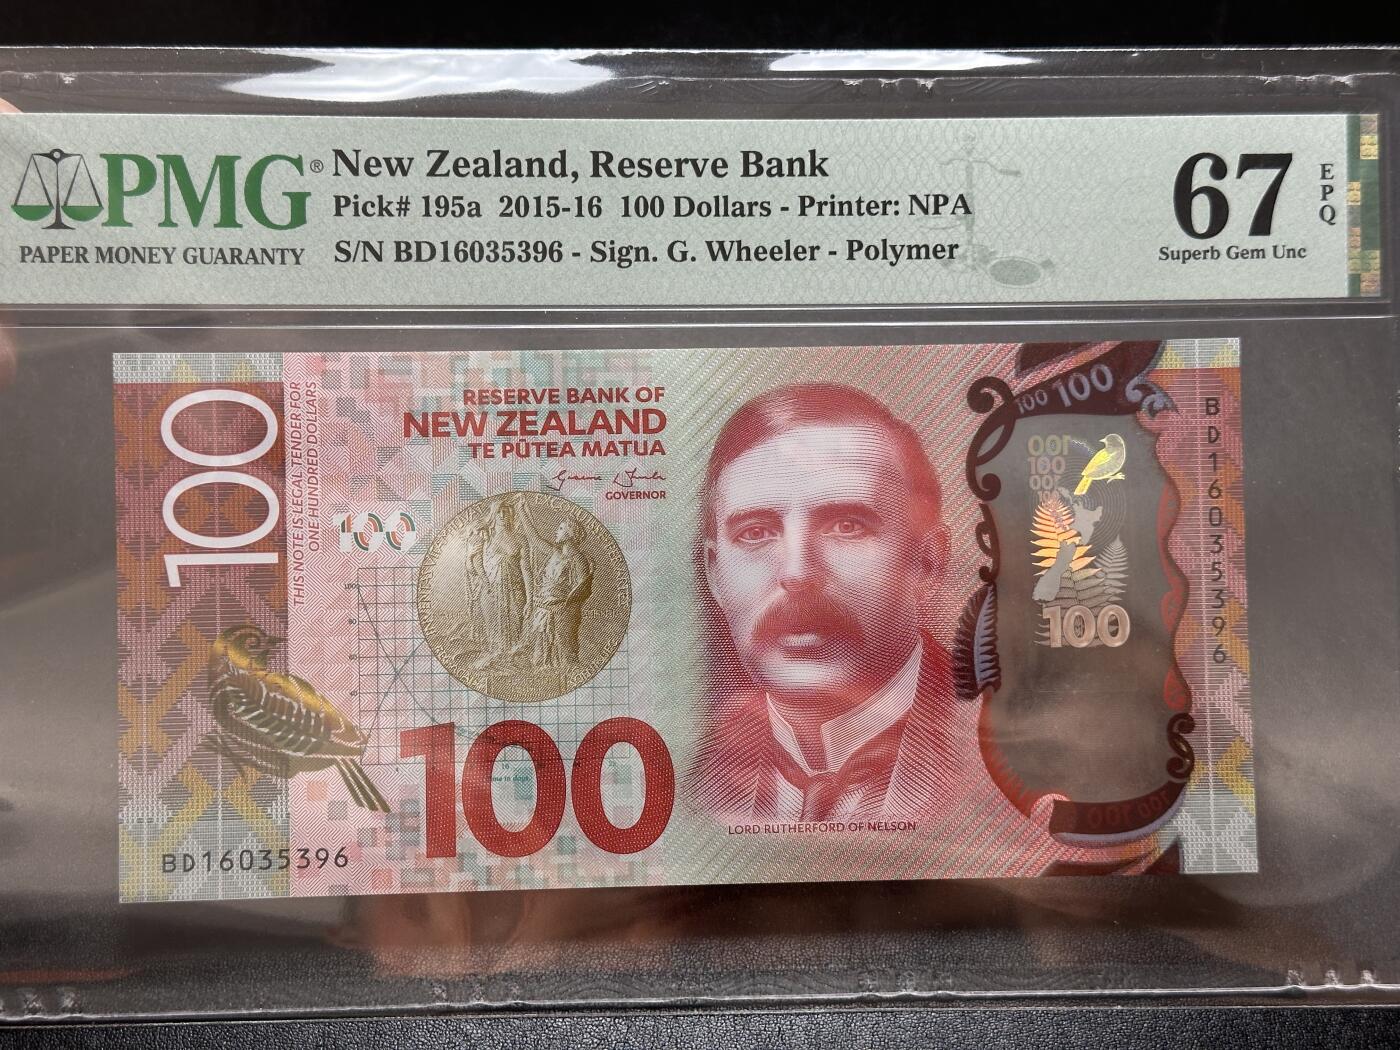 PMG®
PAPER MONEY GUARANTY
New Zealand, Reserve Bank
Pick# 195a 2015-16 100 Dollars - Printer: NPA
S/N BD16035396 - Sign. G. Wheeler - Polymer
67
EPQ
Superb Gem Unc
100
THIS NOTE IS LEGAL TENDER FOR
ONE HUNDRED DOLLARS
RESERVE BANK OF
NEW ZEALAND
TE PŪTEA MATUA
GOVERNOR
100
100
BD16035396
LORD RUTHERFORD OF NELSON
100 100
100
100
100
100
BD16035396